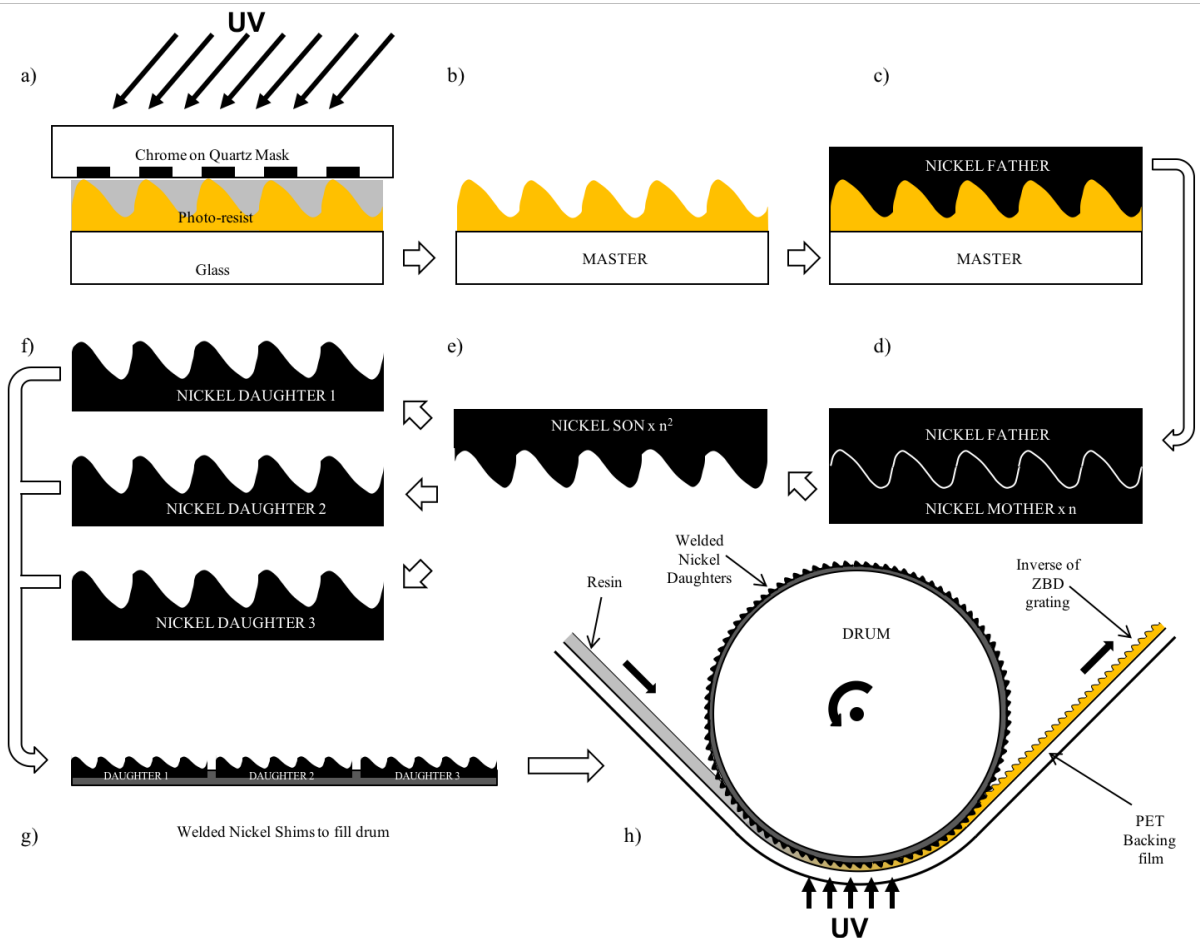 UV
a)
b)
c)
Chrome on Quartz Mask
Photo-resist
Glass
MASTER
NICKEL FATHER
MASTER
f)
e)
d)
NICKEL DAUGHTER 1
NICKEL DAUGHTER 2
NICKEL DAUGHTER 3
NICKEL SON x n²
NICKEL FATHER
NICKEL MOTHER x n
Welded
Nickel
Daughters
Resin
DRUM
Inverse of
ZBD
grating
DAUGHTER 1
DAUGHTER 2
DAUGHTER 3
g)
Welded Nickel Shims to fill drum
h)
PET
Backing
film
UV